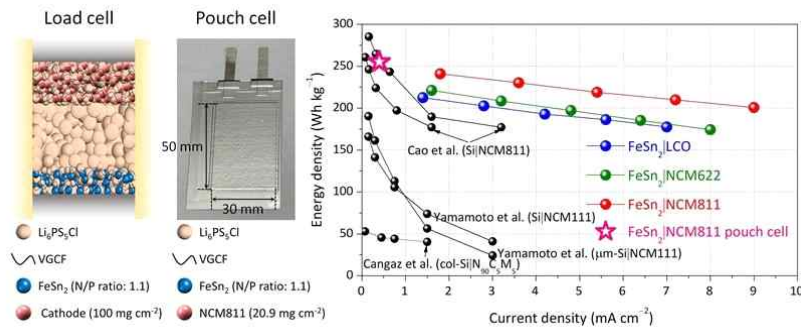 Load cell
Pouch cell
50 mm
30 mm
Li₆PS₅Cl
VGCF
FeSn₂ (N/P ratio: 1.1)
Cathode (100 mg cm⁻²)
Li₆PS₅Cl
VGCF
FeSn₂ (N/P ratio: 1.1)
NCM811 (20.9 mg cm⁻²)
Energy density (Wh kg⁻¹)
300
250
200
150
100
50
0
Cao et al. (Si|NCM811)
FeSn₂|LCO
FeSn₂|NCM622
FeSn₂|NCM811
FeSn₂|NCM811 pouch cell
Yamamoto et al. (Si|NCM111)
Yamamoto et al. (μm-Si|NCM111)
Cangaz et al. (col-Si|N₉₀C₅M₅)
0 1 2 3 4 5 6 7 8 9 10
Current density (mA cm⁻²)